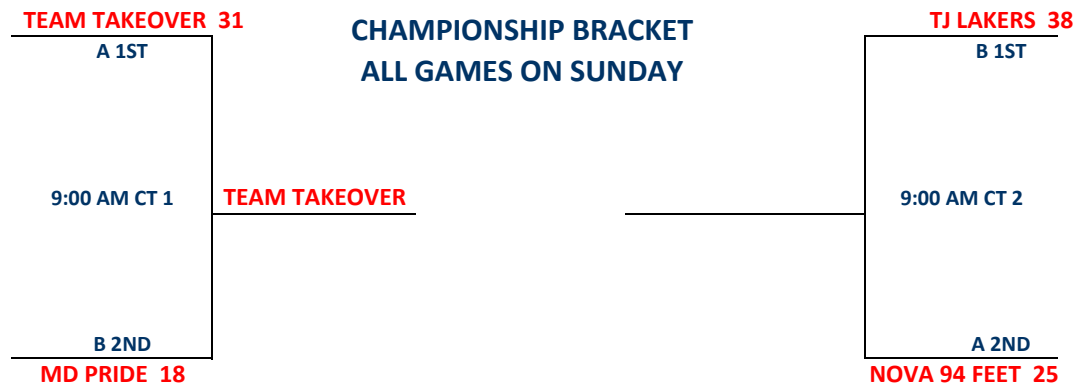 TEAM TAKEOVER 31
A 1ST
CHAMPIONSHIP BRACKET
ALL GAMES ON SUNDAY
TJ LAKERS 38
B 1ST
9:00 AM CT 1
TEAM TAKEOVER
9:00 AM CT 2
B 2ND
MD PRIDE 18
A 2ND
NOVA 94 FEET 25